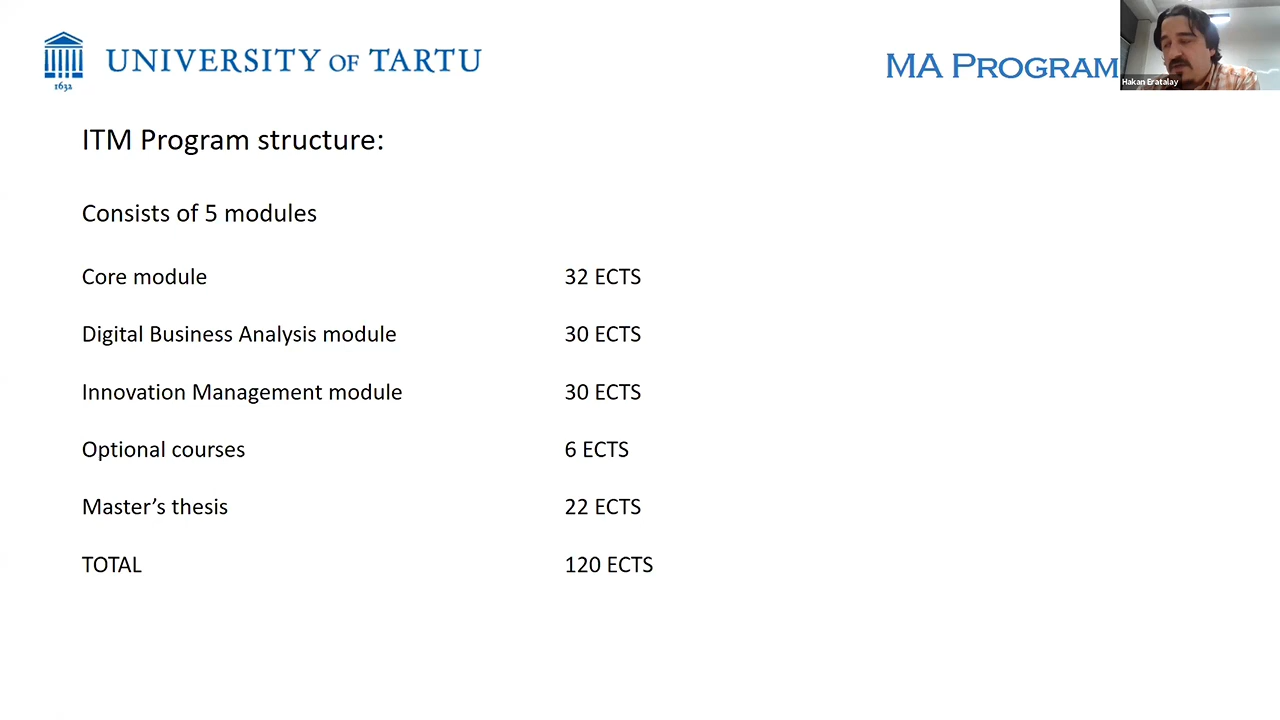 UNIVERSITY OF TARTU
1632
MA PROGRAM
Hakan Eratalay
ITM Program structure:
Consists of 5 modules
Core module 32 ECTS
Digital Business Analysis module 30 ECTS
Innovation Management module 30 ECTS
Optional courses 6 ECTS
Master’s thesis 22 ECTS
TOTAL 120 ECTS